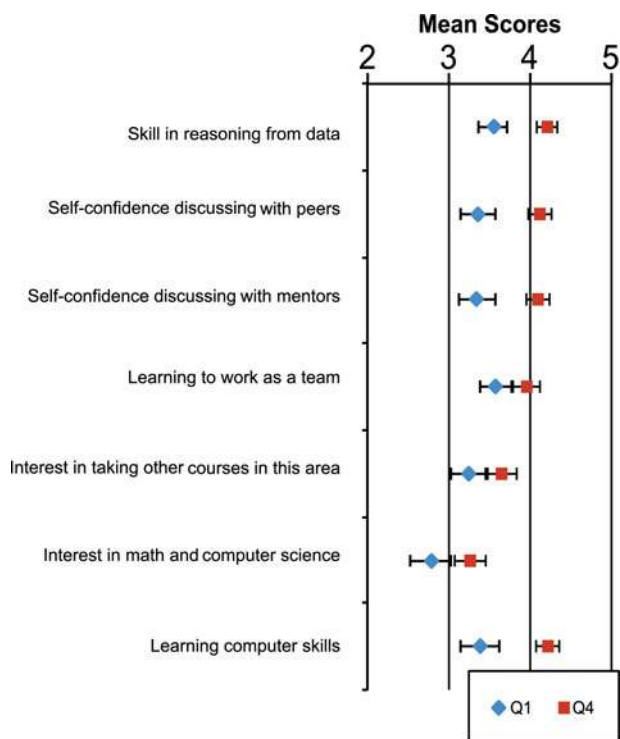 Mean Scores
2 3 4 5
Skill in reasoning from data
Self-confidence discussing with peers
Self-confidence discussing with mentors
Learning to work as a team
Interest in taking other courses in this area
Interest in math and computer science
Learning computer skills
Q1 Q4